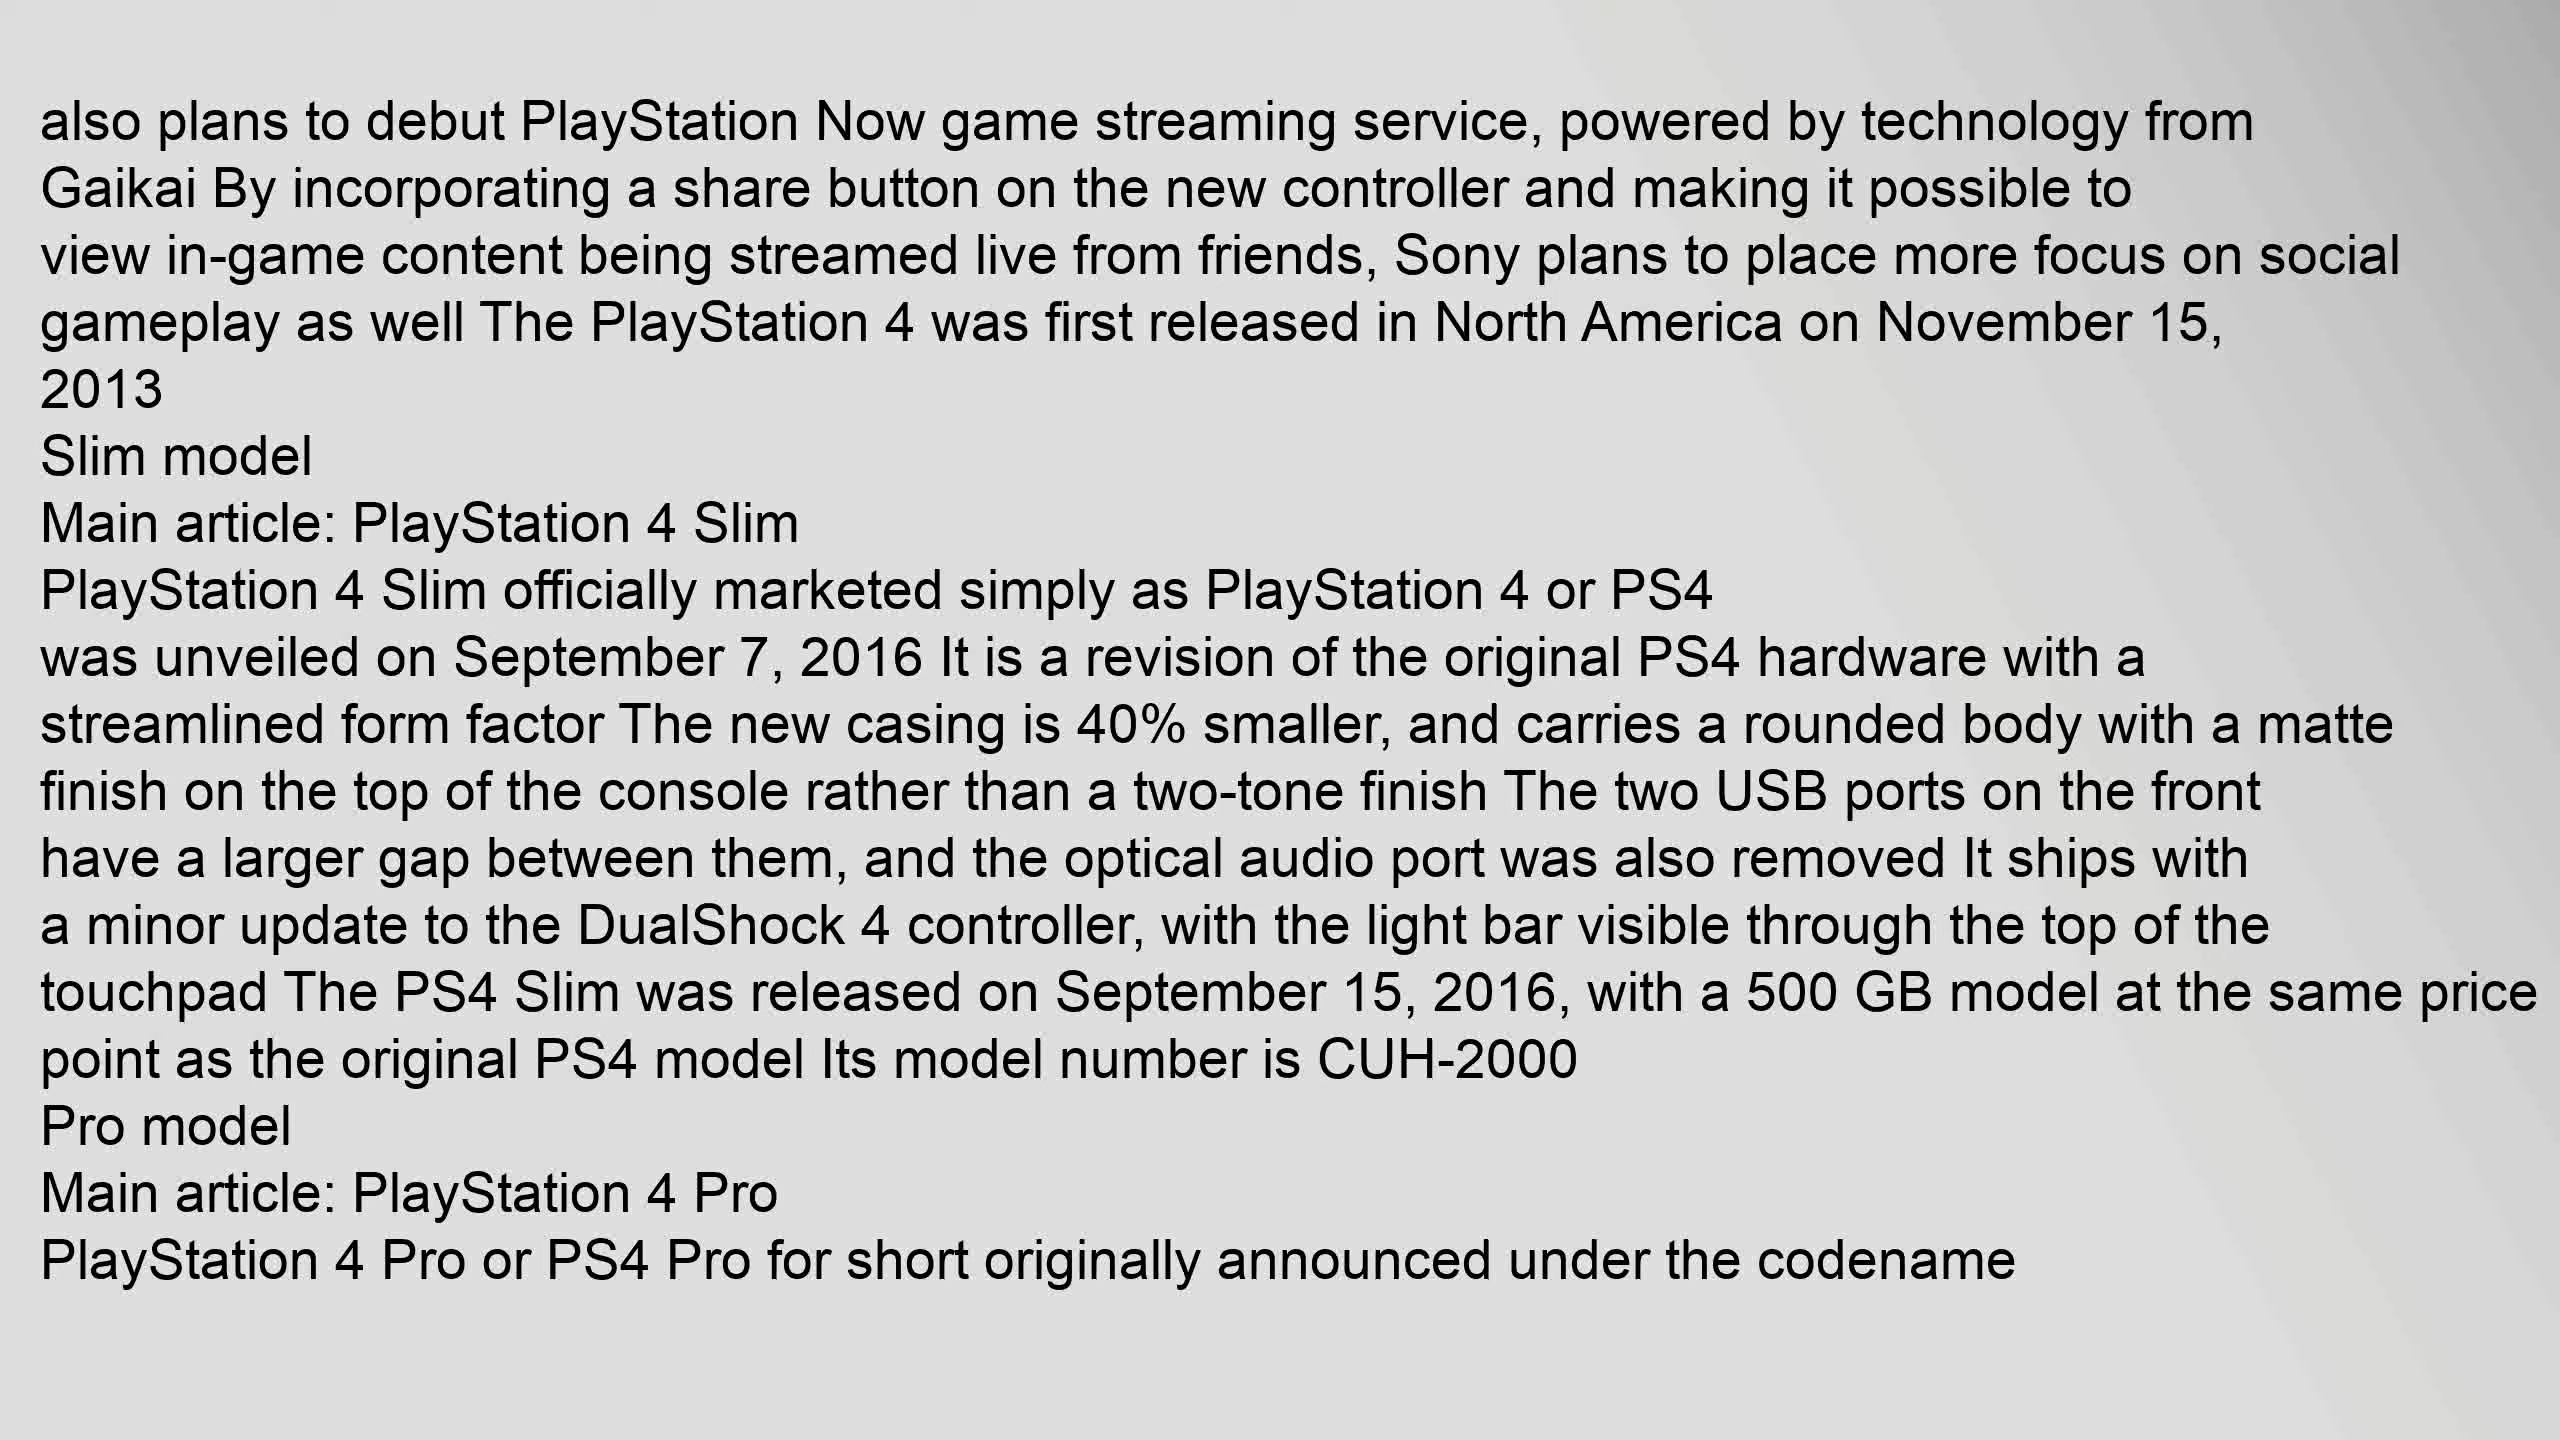 also plans to debut PlayStation Now game streaming service, powered by technology from
Gaikai By incorporating a share button on the new controller and making it possible to
view in-game content being streamed live from friends, Sony plans to place more focus on social
gameplay as well The PlayStation 4 was first released in North America on November 15,
2013
Slim model
Main article: PlayStation 4 Slim
PlayStation 4 Slim officially marketed simply as PlayStation 4 or PS4
was unveiled on September 7, 2016 It is a revision of the original PS4 hardware with a
streamlined form factor The new casing is 40% smaller, and carries a rounded body with a matte
finish on the top of the console rather than a two-tone finish The two USB ports on the front
have a larger gap between them, and the optical audio port was also removed It ships with
a minor update to the DualShock 4 controller, with the light bar visible through the top of the
touchpad The PS4 Slim was released on September 15, 2016, with a 500 GB model at the same price
point as the original PS4 model Its model number is CUH-2000
Pro model
Main article: PlayStation 4 Pro
PlayStation 4 Pro or PS4 Pro for short originally announced under the codename